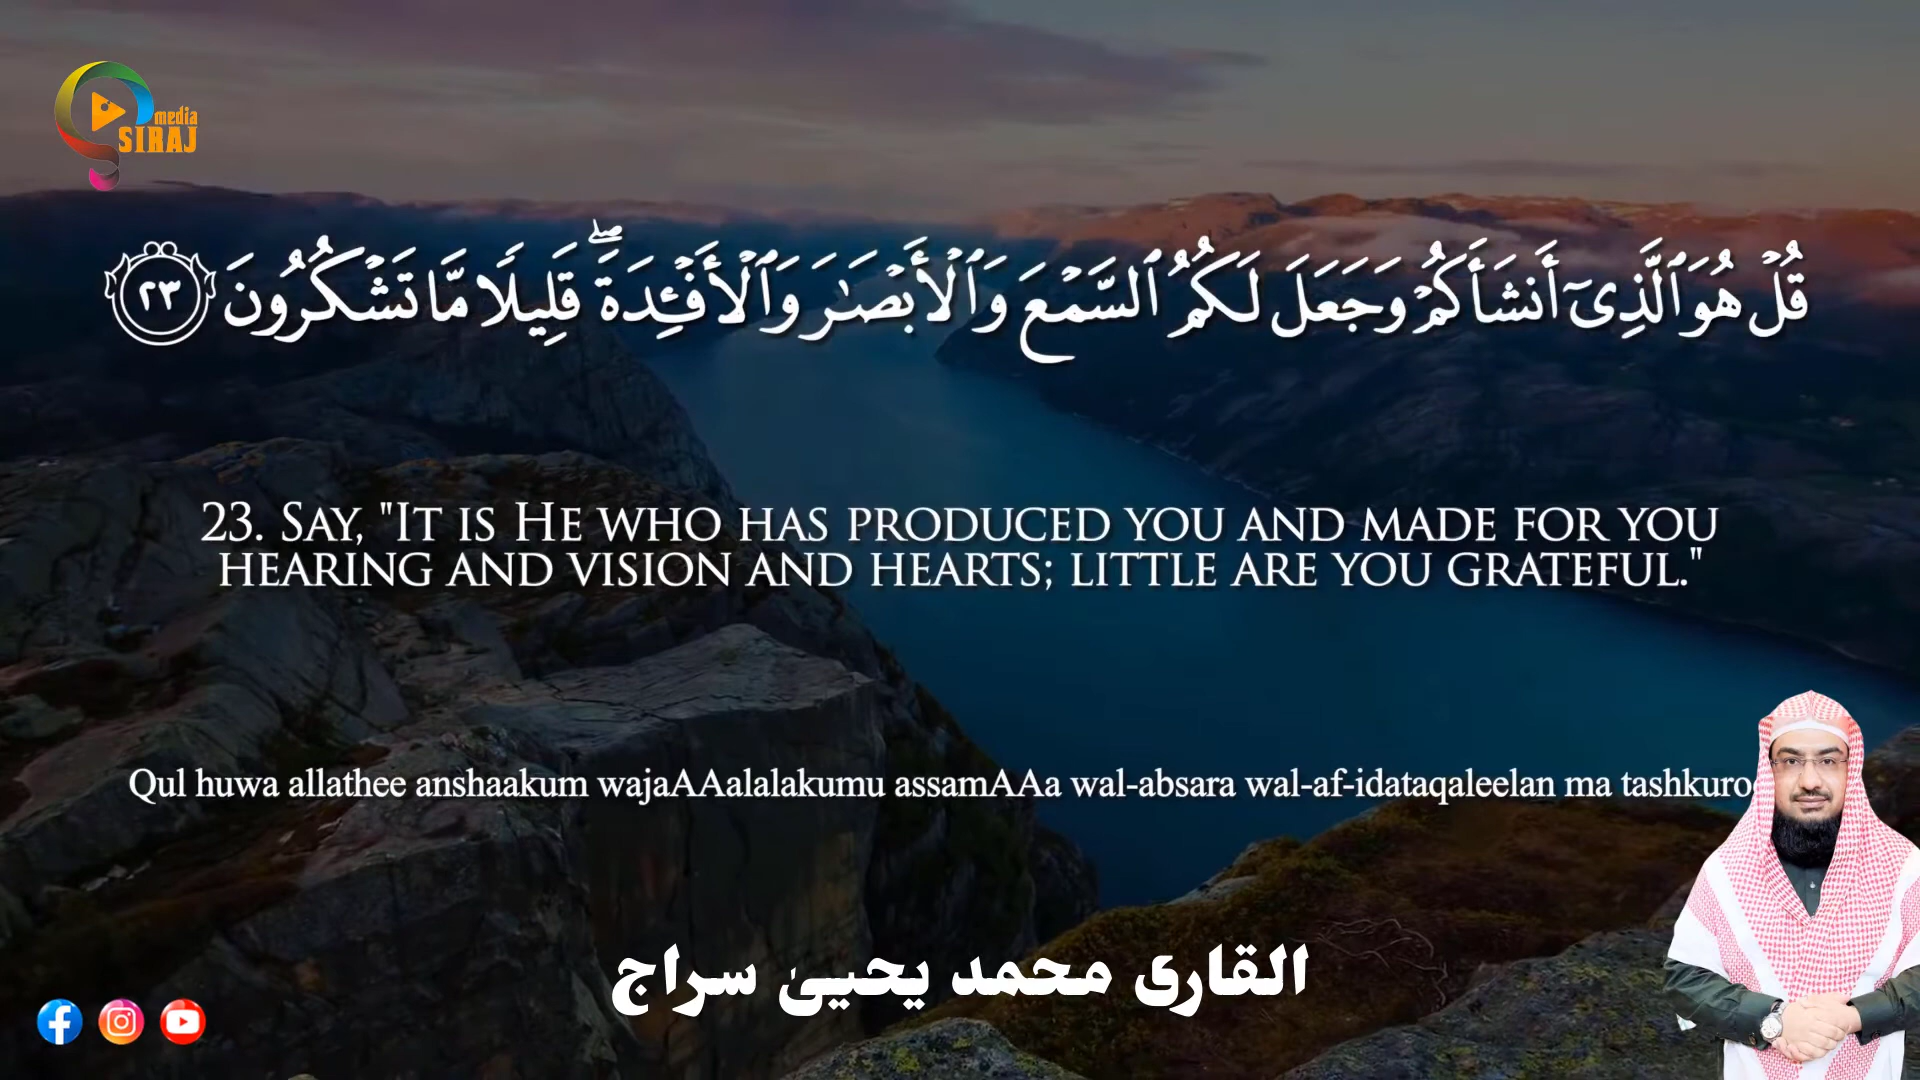 media
SIRAJ
قُلْ هُوَ ٱلَّذِىٓ أَنشَأَكُمْ وَجَعَلَ لَكُمُ ٱلسَّمْعَ وَٱلْأَبْصَٰرَ وَٱلْأَفْـِٔدَةَ ۖ قَلِيلًا مَّا تَشْكُرُونَ ٢٣
23. Say, "It is He who has produced you and made for you
hearing and vision and hearts; little are you grateful."
Qul huwa allathee anshaakum wajaAAalalakumu assamAAa wal-absara wal-af-idataqaleelan ma tashkuro
القاری محمد یحییٰ سراج